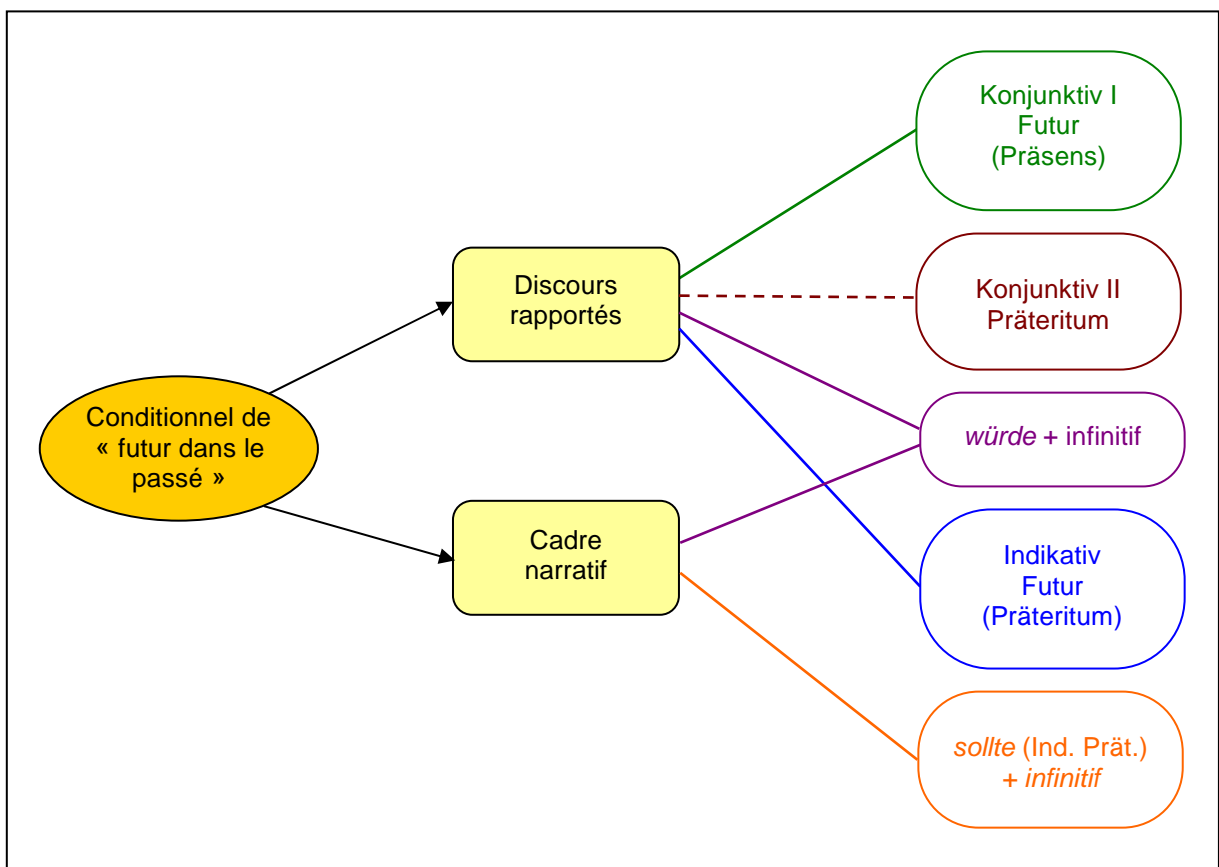 Conditionnel de
« futur dans le
passé »
Discours
rapportés
Cadre
narratif
Konjunktiv I
Futur
(Präsens)
Konjunktiv II
Präteritum
würde + infinitif
Indikativ
Futur
(Präteritum)
sollte (Ind. Prät.)
+ infinitif